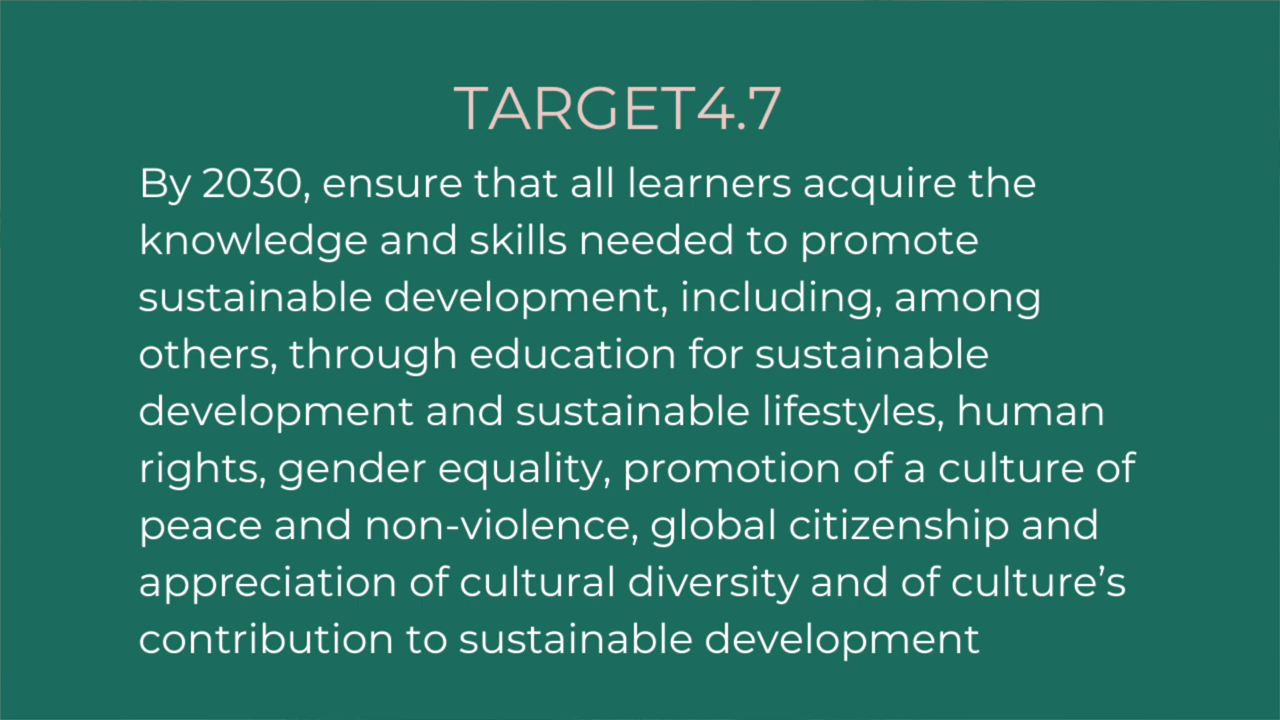 TARGET4.7
By 2030, ensure that all learners acquire the
knowledge and skills needed to promote
sustainable development, including, among
others, through education for sustainable
development and sustainable lifestyles, human
rights, gender equality, promotion of a culture of
peace and non-violence, global citizenship and
appreciation of cultural diversity and of culture’s
contribution to sustainable development